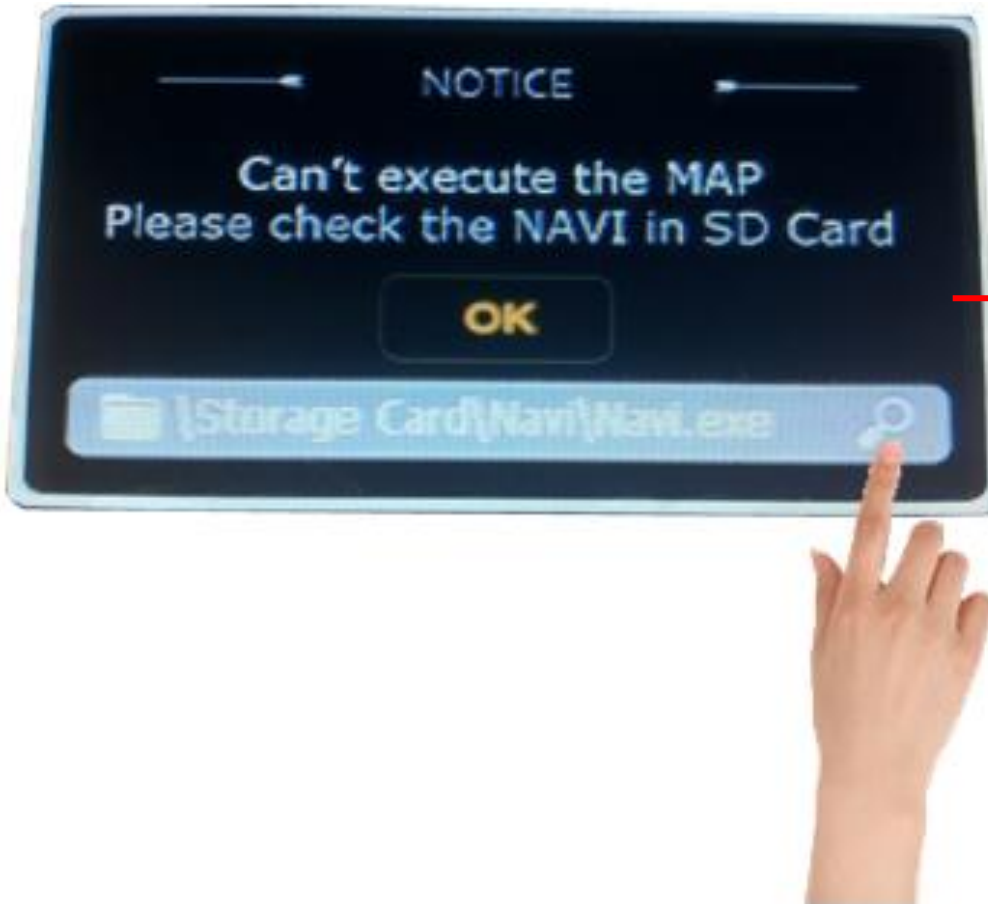 NOTICE
Can't execute the MAP
Please check the NAVI in SD Card
OK
\Storage Card\Navi\Navi.exe